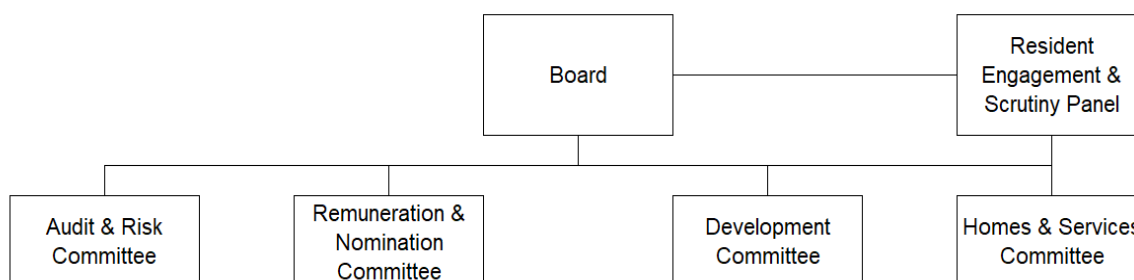 Board
Resident
Engagement &
Scrutiny Panel
Audit & Risk
Committee
Remuneration &
Nomination
Committee
Development
Committee
Homes & Services
Committee